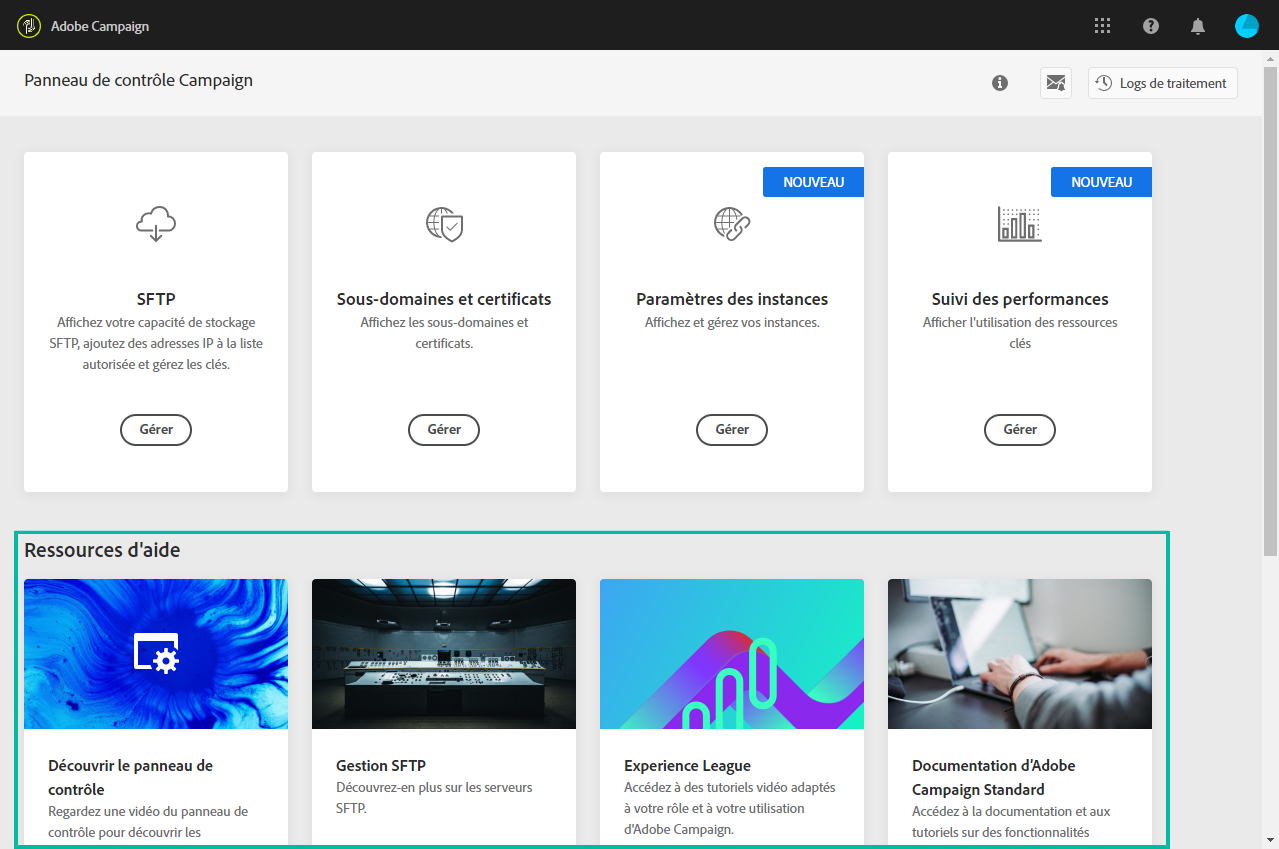 Adobe Campaign
Panneau de contrôle Campaign
Logs de traitement
SFTP
Affichez votre capacité de stockage
SFTP, ajoutez des adresses IP à la liste
autorisée et gérez les clés.
Gérer
Sous-domaines et certificats
Affichez les sous-domaines et
certificats.
Gérer
NOUVEAU
Paramètres des instances
Affichez et gérez vos instances.
Gérer
NOUVEAU
Suivi des performances
Afficher l'utilisation des ressources
clés
Gérer
Ressources d'aide
Découvrir le panneau de
contrôle
Regardez une vidéo du panneau de
contrôle pour découvrir les
Gestion SFTP
Découvrez-en plus sur les serveurs
SFTP.
Experience League
Accédez à des tutoriels vidéo adaptés
à votre rôle et à votre utilisation
d'Adobe Campaign.
Documentation d'Adobe
Campaign Standard
Accédez à la documentation et aux
tutoriels sur des fonctionnalités